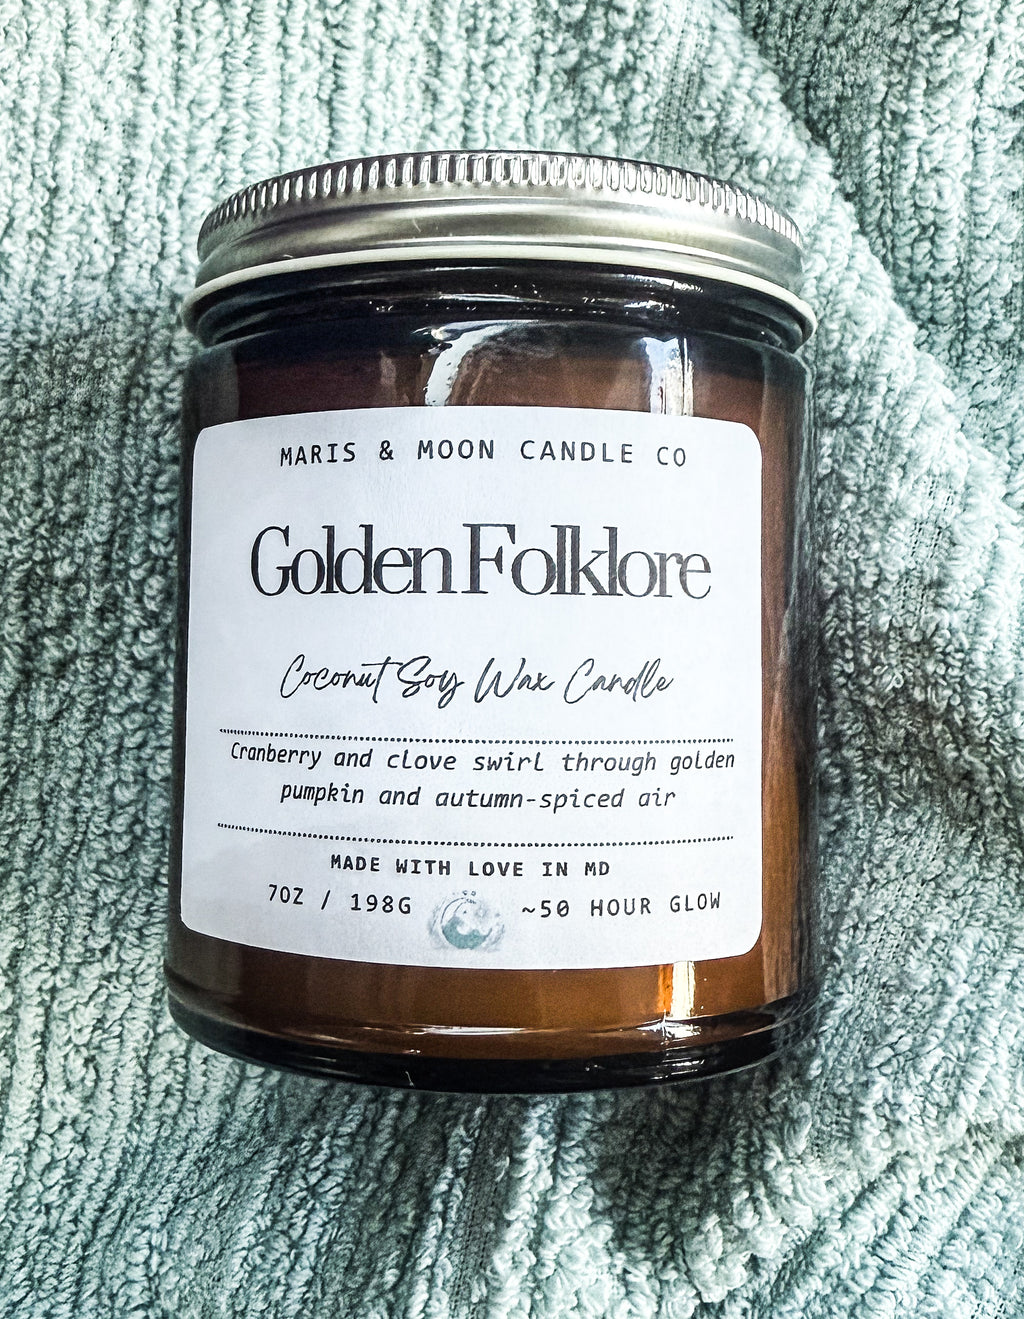 MARIS & MOON CANDLE CO
Golden Folklore
Coconut Soy Wax Candle
Cranberry and clove swirl through golden
pumpkin and autumn-spiced air
MADE WITH LOVE IN MD
7OZ / 198G ~50 HOUR GLOW